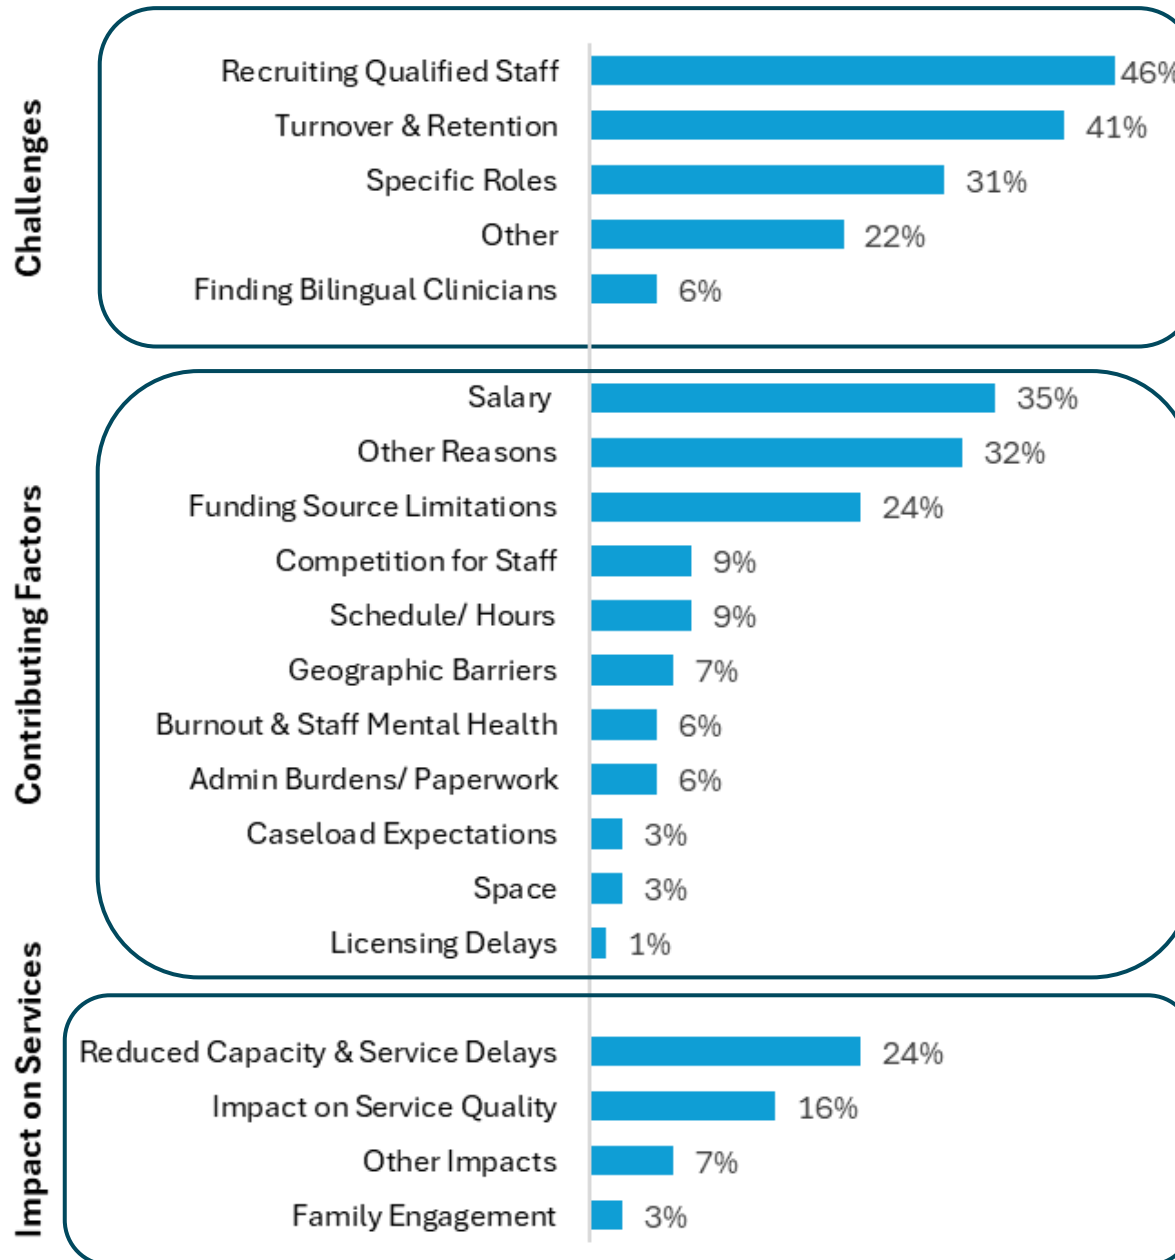 Challenges
Recruiting Qualified Staff 46%
Turnover & Retention 41%
Specific Roles 31%
Other 22%
Finding Bilingual Clinicians 6%
Contributing Factors
Salary 35%
Other Reasons 32%
Funding Source Limitations 24%
Competition for Staff 9%
Schedule/ Hours 9%
Geographic Barriers 7%
Burnout & Staff Mental Health 6%
Admin Burdens/ Paperwork 6%
Caseload Expectations 3%
Space 3%
Licensing Delays 1%
Impact on Services
Reduced Capacity & Service Delays 24%
Impact on Service Quality 16%
Other Impacts 7%
Family Engagement 3%